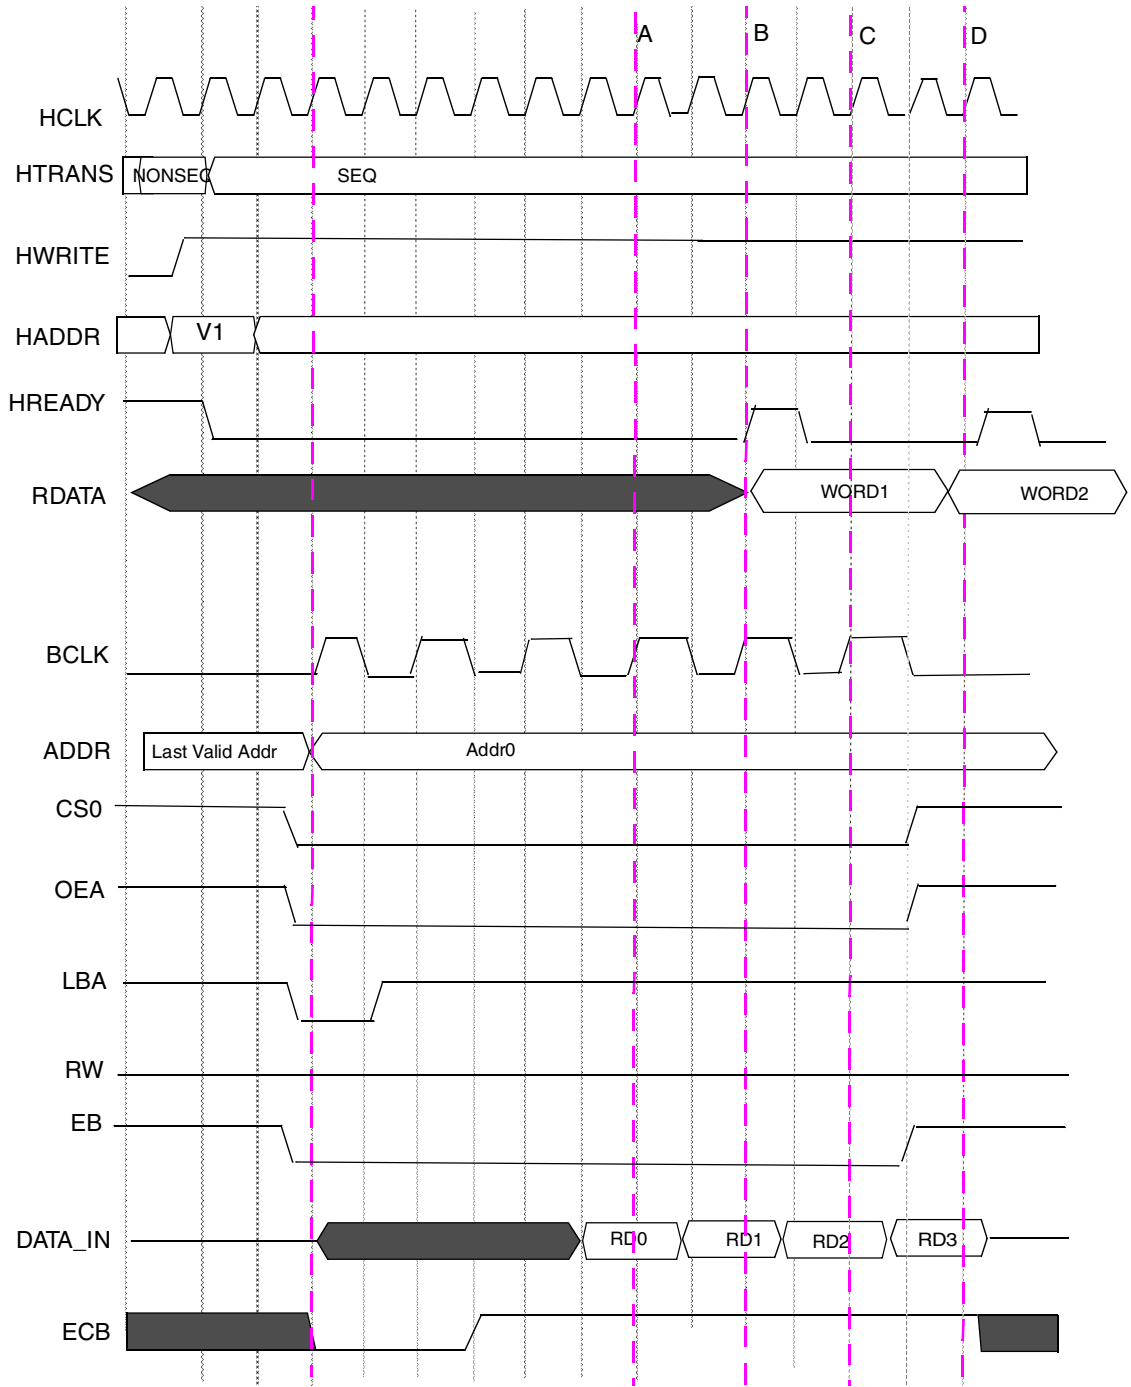 A B C D
HCLK
HTRANS NONSEQ SEQ
HWRITE
HADDR V1
HREADY
RDATA WORD1 WORD2
BCLK
ADDR Last Valid Addr Addr0
CS0
OEA
LBA
RW
EB
DATA_IN RD0 RD1 RD2 RD3
ECB